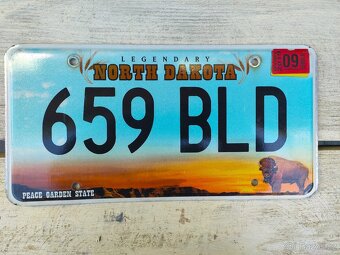 LEGENDARY
NORTH DAKOTA
09
659 BLD
PEACE GARDEN STATE